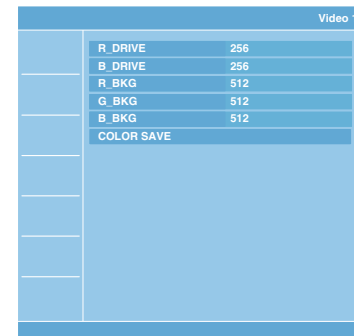 Video
R_DRIVE 256
B_DRIVE 256
R_BKG 512
G_BKG 512
B_BKG 512
COLOR SAVE